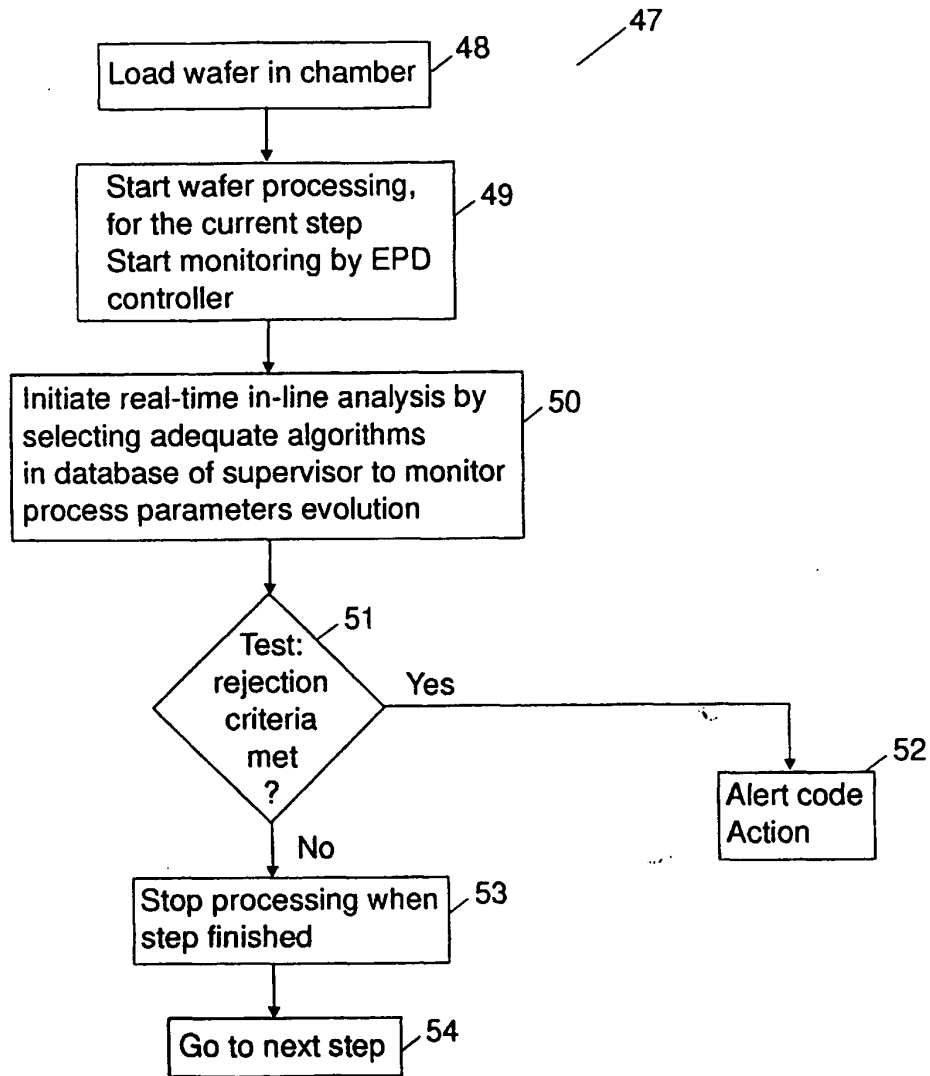 47
Load wafer in chamber
48
Start wafer processing,
for the current step
Start monitoring by EPD
controller
49
Initiate real-time in-line analysis by
selecting adequate algorithms
in database of supervisor to monitor
process parameters evolution
50
Test:
rejection
criteria
met
?
51
Yes
Alert code
Action
52
No
Stop processing when
step finished
53
Go to next step
54